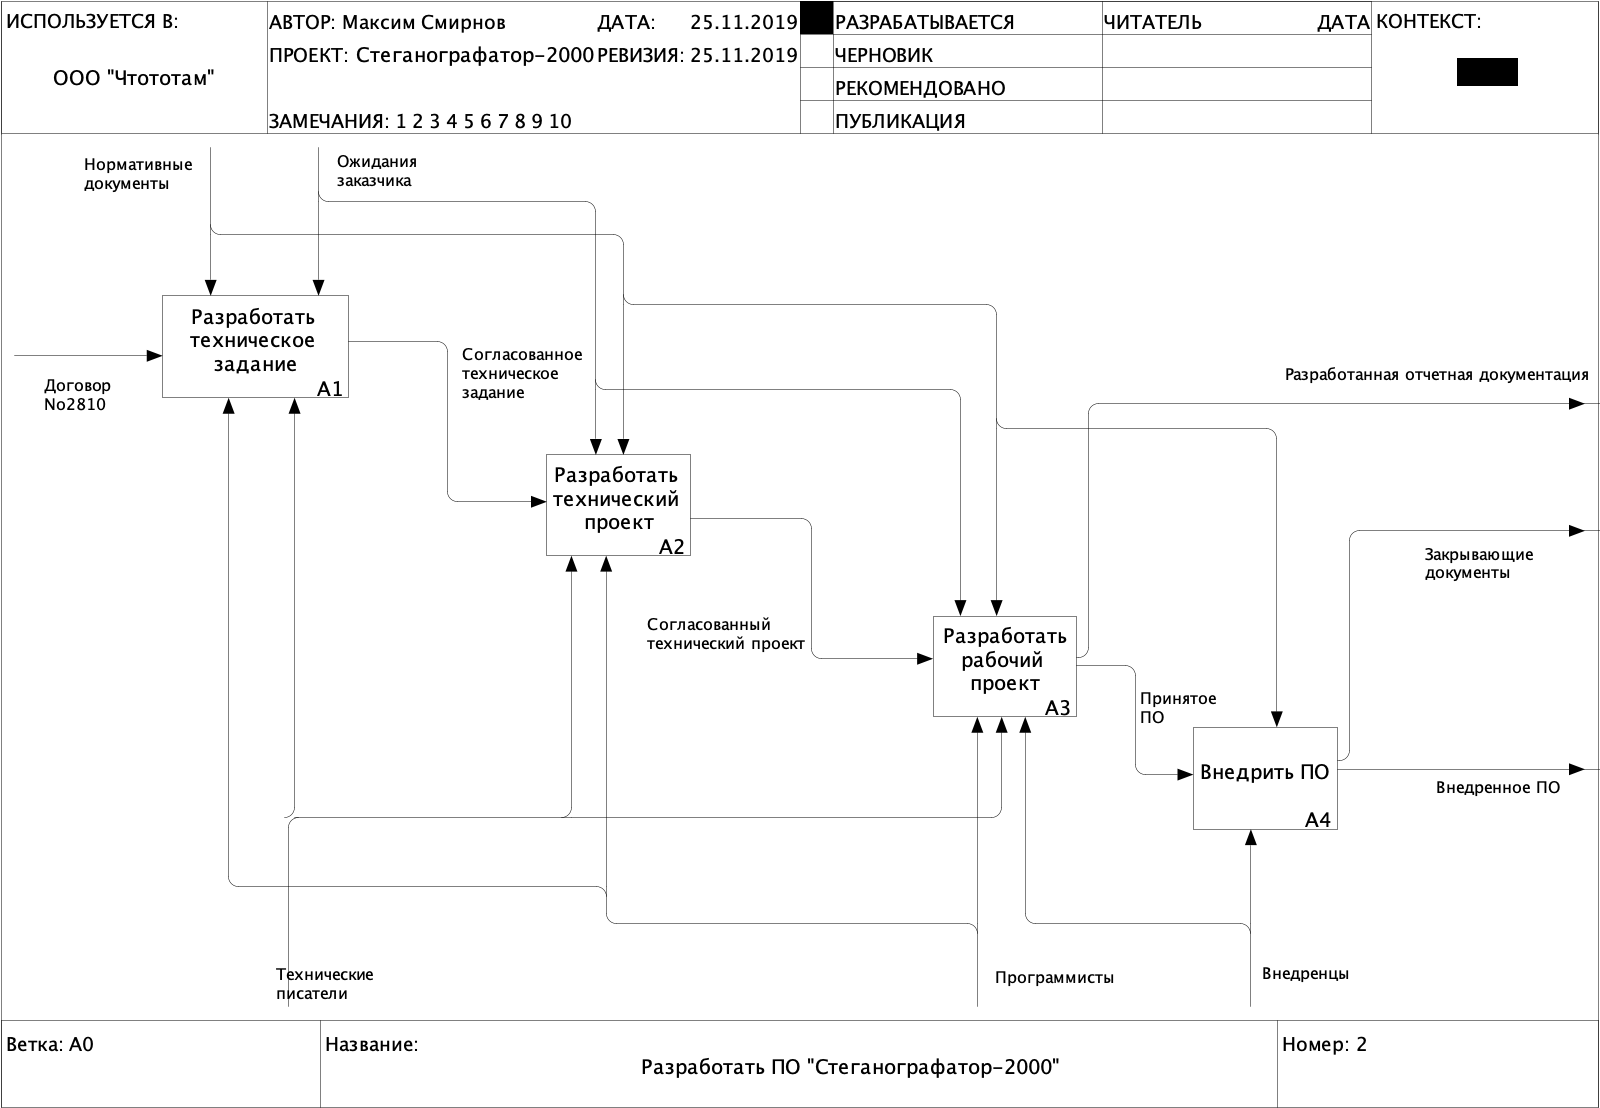 ИСПОЛЬЗУЕТСЯ В:
ООО "Чтототам"
АВТОР: Максим Смирнов
ДАТА: 25.11.2019
ПРОЕКТ: Стеганографатор-2000
РЕВИЗИЯ: 25.11.2019
ЗАМЕЧАНИЯ: 1 2 3 4 5 6 7 8 9 10
РАЗРАБАТЫВАЕТСЯ
ЧЕРНОВИК
РЕКОМЕНДОВАНО
ПУБЛИКАЦИЯ
ЧИТАТЕЛЬ
ДАТА
КОНТЕКСТ:
Нормативные
документы
Ожидания
заказчика
Разработать
техническое
задание
A1
Договор
No2810
Согласованное
техническое
задание
Разработанная отчетная документация
Разработать
технический
проект
A2
Закрывающие
документы
Согласованный
технический проект
Разработать
рабочий
проект
A3
Принятое
ПО
Внедрить ПО
A4
Внедренное ПО
Технические
писатели
Программисты
Внедренцы
Ветка: A0
Название:
Разработать ПО "Стеганографатор-2000"
Номер: 2